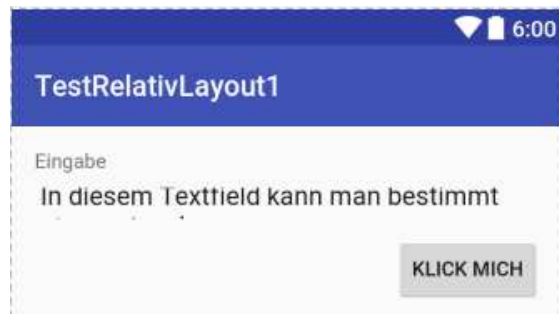 6:00
TestRelativLayout1
Eingabe
In diesem Textfield kann man bestimmt
KLICK MICH